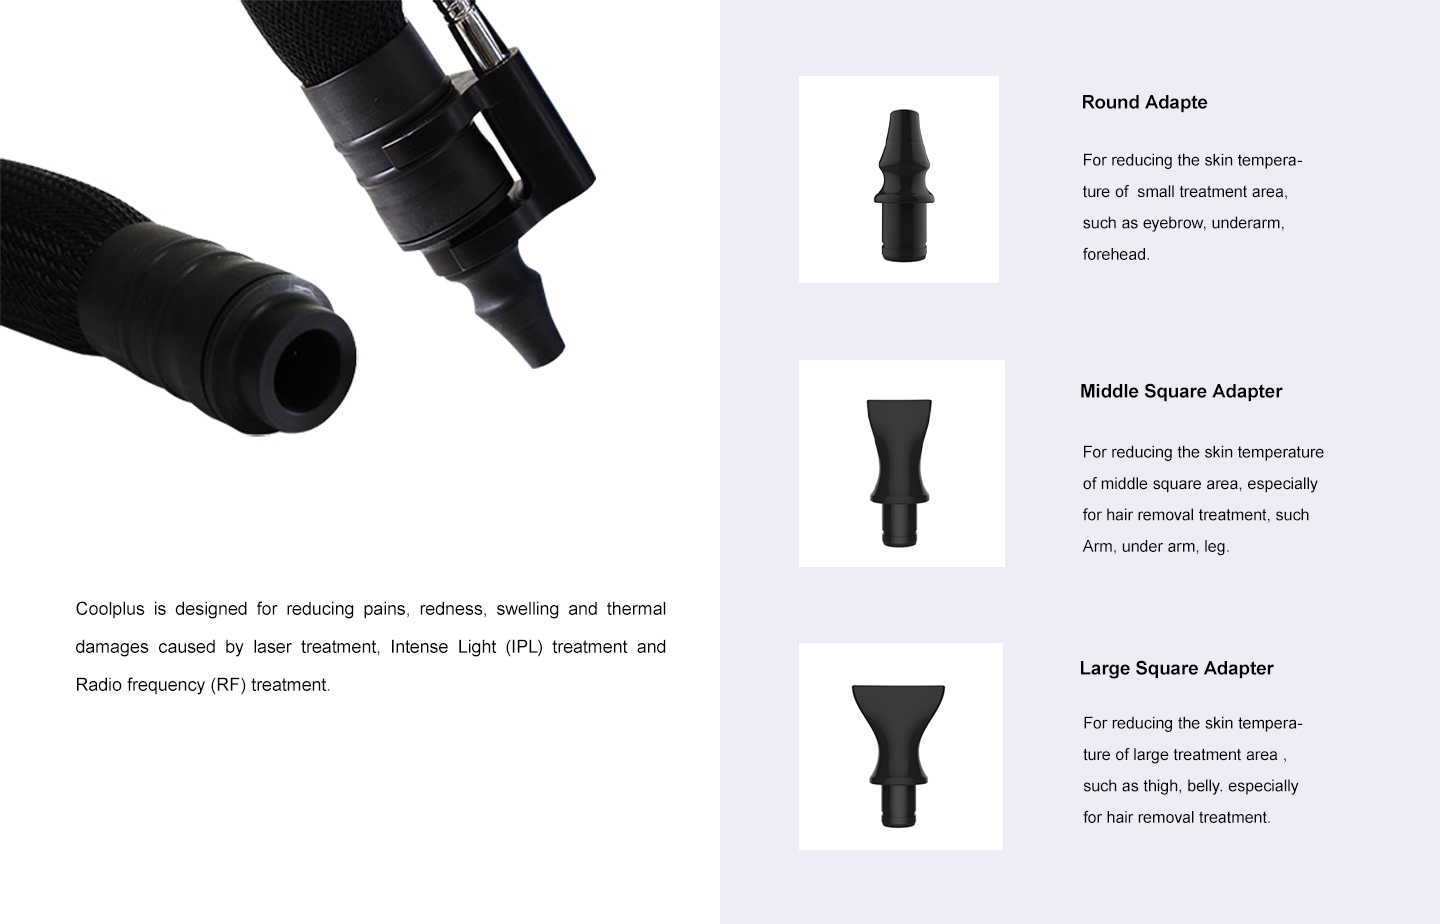 Coolplus is designed for reducing pains, redness, swelling and thermal
damages caused by laser treatment, Intense Light (IPL) treatment and
Radio frequency (RF) treatment.
Round Adapte
For reducing the skin tempera-
ture of  small treatment area,
such as eyebrow, underarm,
forehead.
Middle Square Adapter
For reducing the skin temperature
of middle square area, especially
for hair removal treatment, such
Arm, under arm, leg.
Large Square Adapter
For reducing the skin tempera-
ture of large treatment area ,
such as thigh, belly. especially
for hair removal treatment.